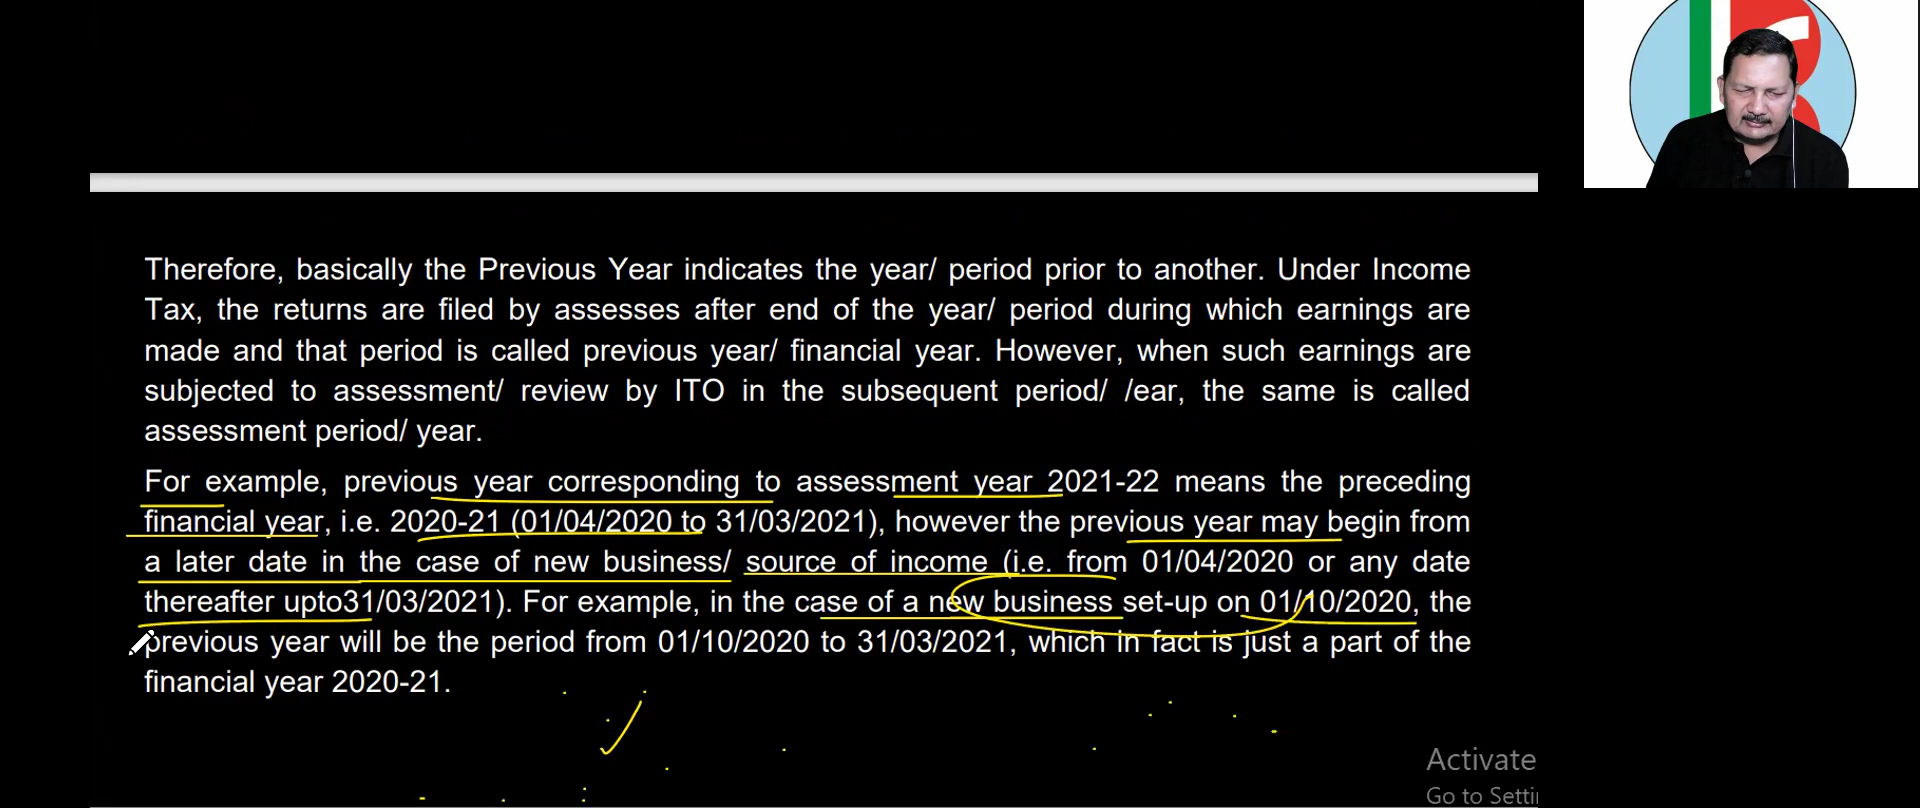 Therefore, basically the Previous Year indicates the year/ period prior to another. Under Income
Tax, the returns are filed by assesses after end of the year/ period during which earnings are
made and that period is called previous year/ financial year. However, when such earnings are
subjected to assessment/ review by ITO in the subsequent period/ /ear, the same is called
assessment period/ year.
For example, previous year corresponding to assessment year 2021-22 means the preceding
financial year, i.e. 2020-21 (01/04/2020 to 31/03/2021), however the previous year may begin from
a later date in the case of new business/ source of income (i.e. from 01/04/2020 or any date
thereafter upto31/03/2021). For example, in the case of a new business set-up on 01/10/2020, the
previous year will be the period from 01/10/2020 to 31/03/2021, which in fact is just a part of the
financial year 2020-21.
Activate
Go to Setti